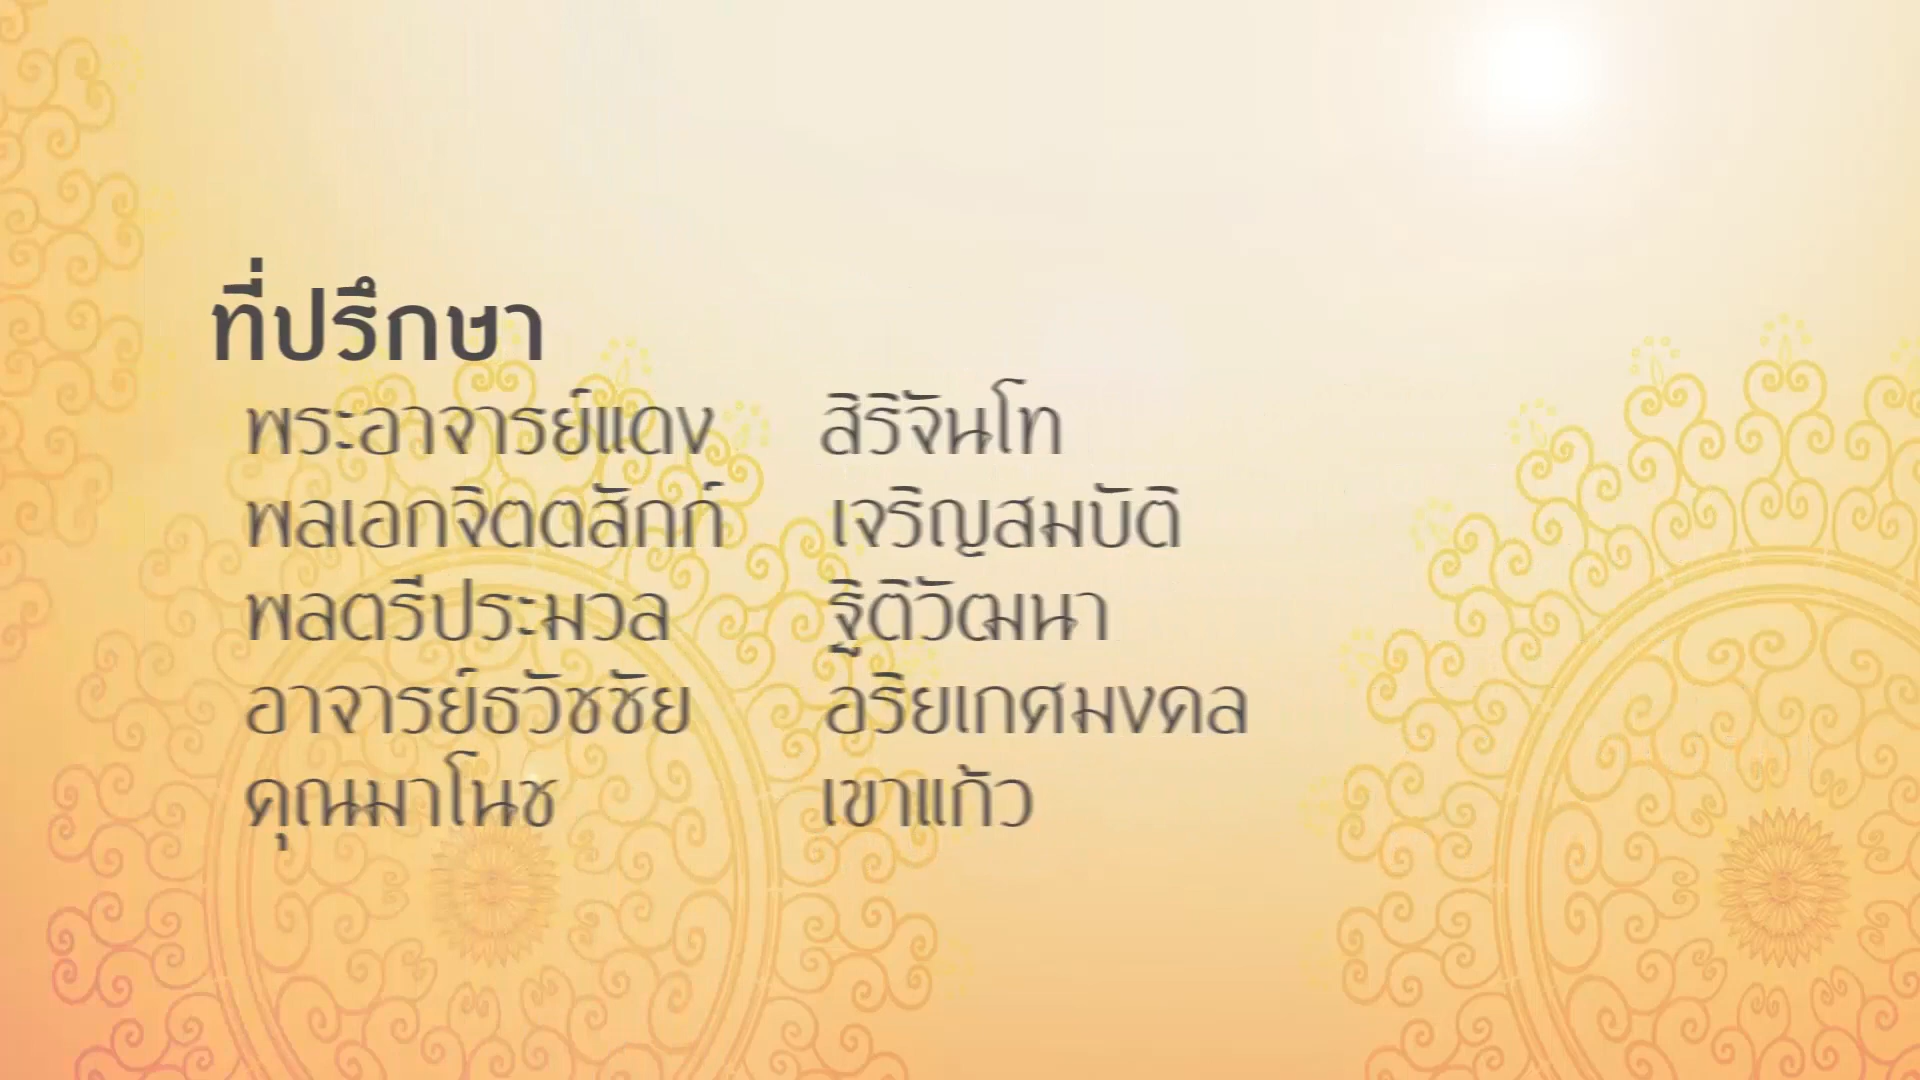 ที่ปรึกษา
พระอาจารย์แดง สิริจันโท
พลเอกจิตตสักก์ เจริญสมบัติ
พลตรีประมวล ฐิติวัฒนา
อาจารย์ธวัชชัย อริยเกศมงคล
คุณมาโนช เขาแก้ว